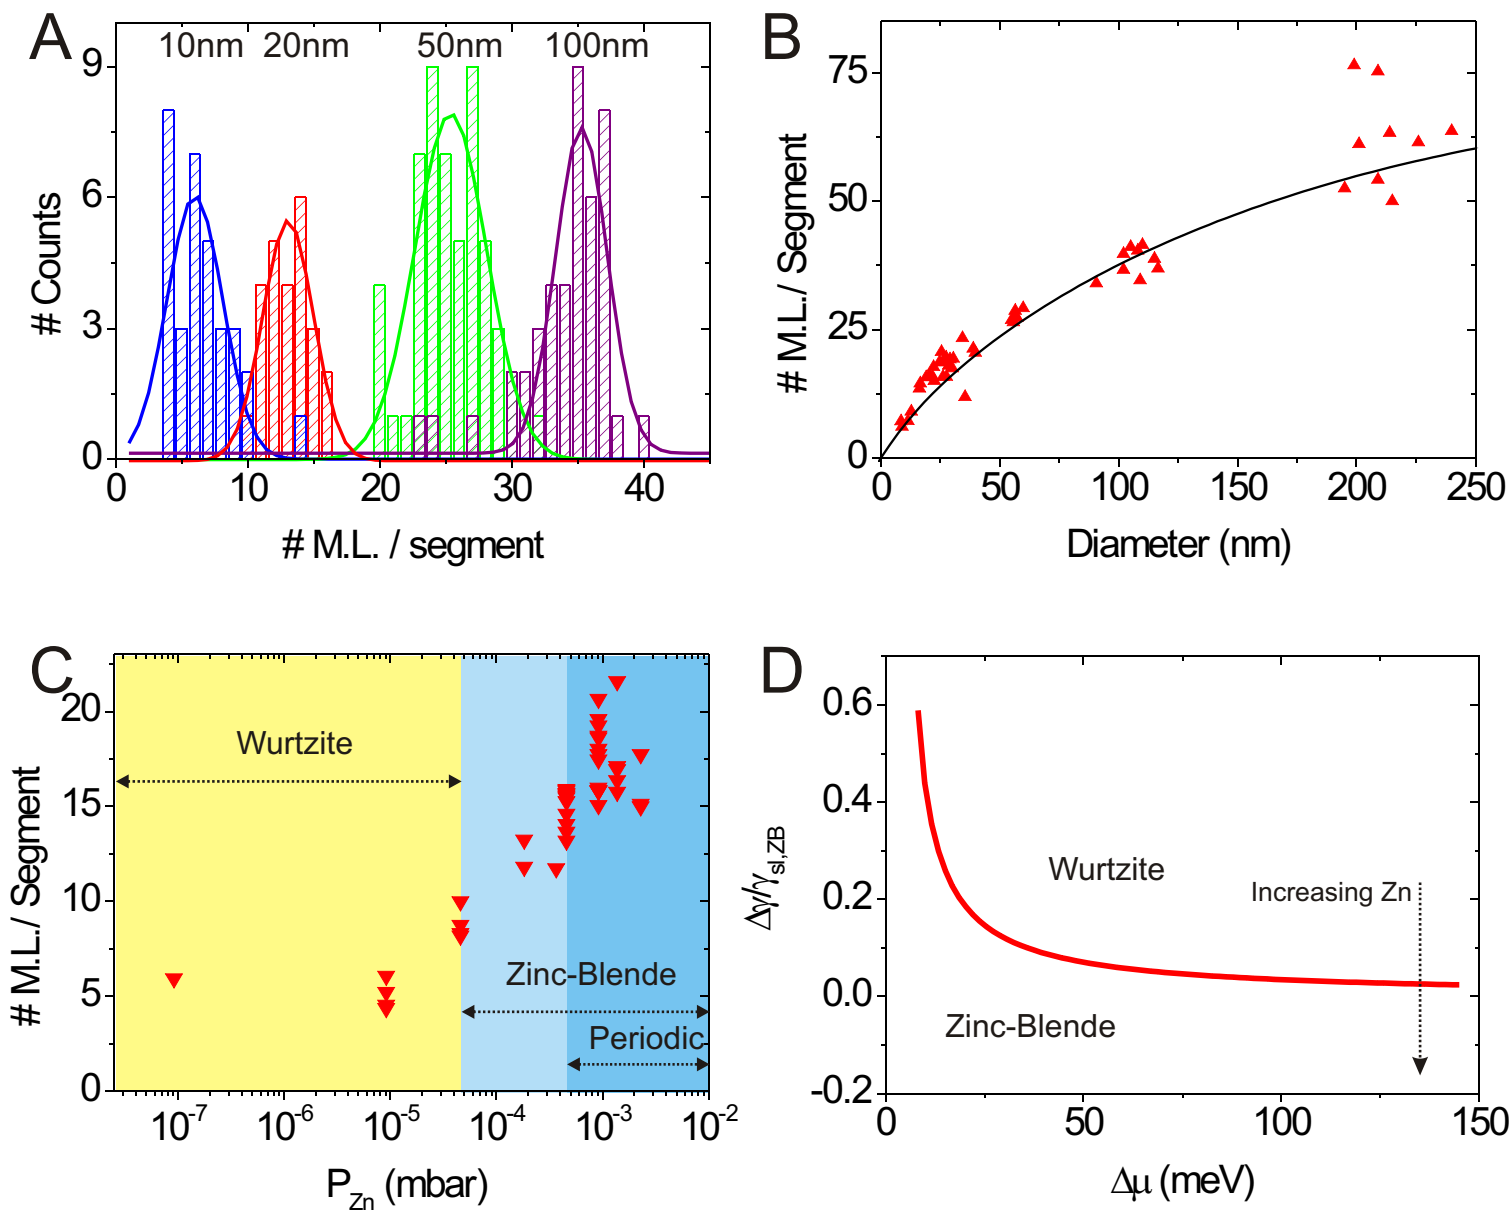 A
10nm 20nm 50nm 100nm
9
6
3
0
# Counts
0 10 20 30 40
# M.L. / segment
B
75
50
25
0
# M.L./ Segment
0 50 100 150 200 250
Diameter (nm)
C
20
15
10
5
0
# M.L./ Segment
Wurtzite
Zinc-Blende
Periodic
10-7 10-6 10-5 10-4 10-3 10-2
PZn (mbar)
D
0.6
0.4
0.2
0.0
-0.2
Δγ/γsl,ZB
Wurtzite
Increasing Zn
Zinc-Blende
0 50 100 150
Δμ (meV)